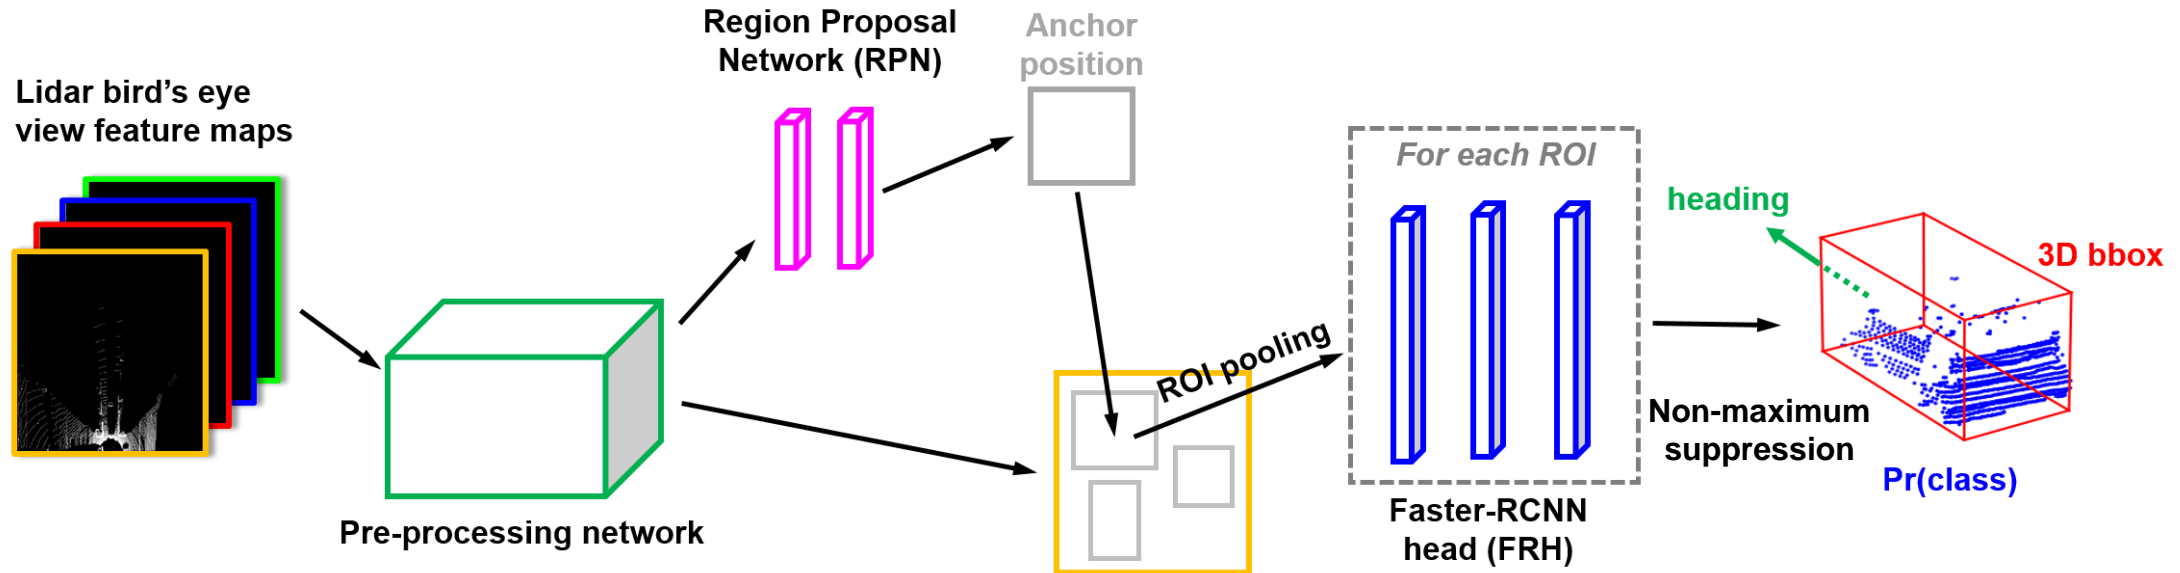 Lidar bird's eye
view feature maps
Pre-processing network
Region Proposal
Network (RPN)
Anchor
position
ROI pooling
For each ROI
Faster-RCNN
head (FRH)
Non-maximum
suppression
heading
3D bbox
Pr(class)